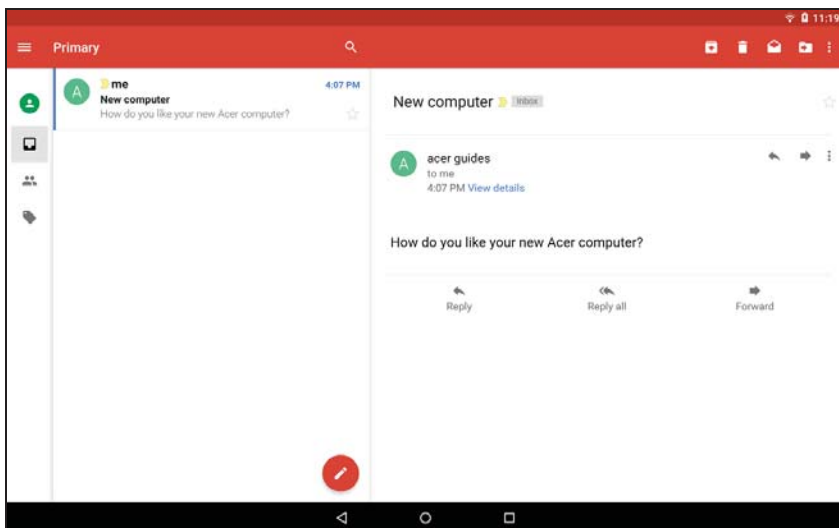 11:19
Primary
A
me
4:07 PM
New computer
How do you like your new Acer computer?
New computer Inbox
A
acer guides
to me
4:07 PM View details
How do you like your new Acer computer?
Reply Reply all Forward